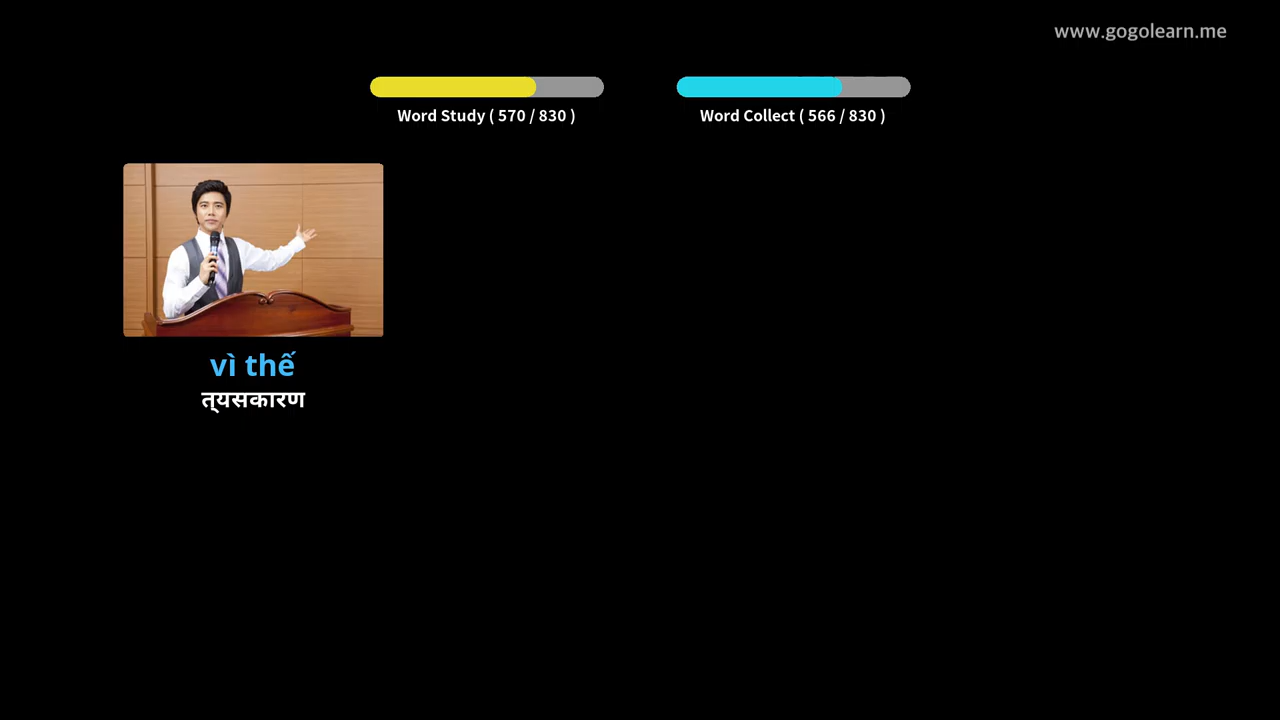 www.gogolearn.me
Word Study ( 570 / 830 )
Word Collect ( 566 / 830 )
vì thế
त्यसकारण